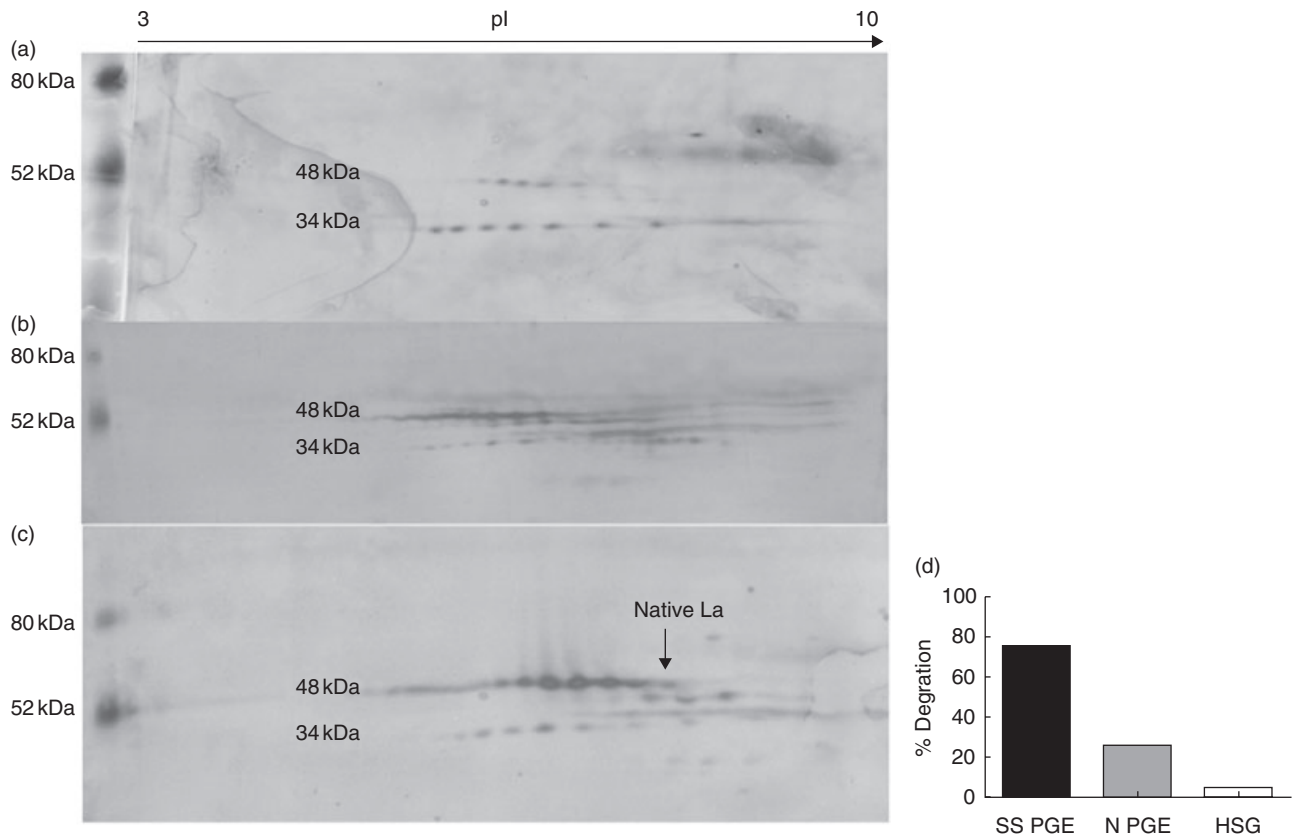 3 pI 10
(a)
80 kDa
52 kDa
48 kDa
34 kDa
(b)
80 kDa
52 kDa
48 kDa
34 kDa
(c)
80 kDa
52 kDa
48 kDa
34 kDa
Native La
(d)
% Degration
100
80
60
40
20
0
SS PGE N PGE HSG